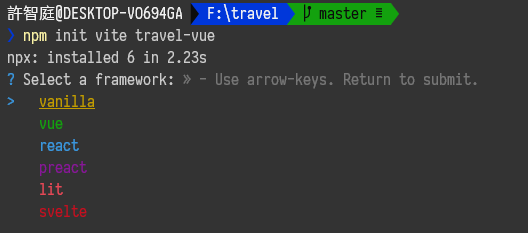 許智庭@DESKTOP-VO694GA F:\travel master ≡
❯ npm init vite travel-vue
npx: installed 6 in 2.23s
? Select a framework: » - Use arrow-keys. Return to submit.
> vanilla
vue
react
preact
lit
svelte